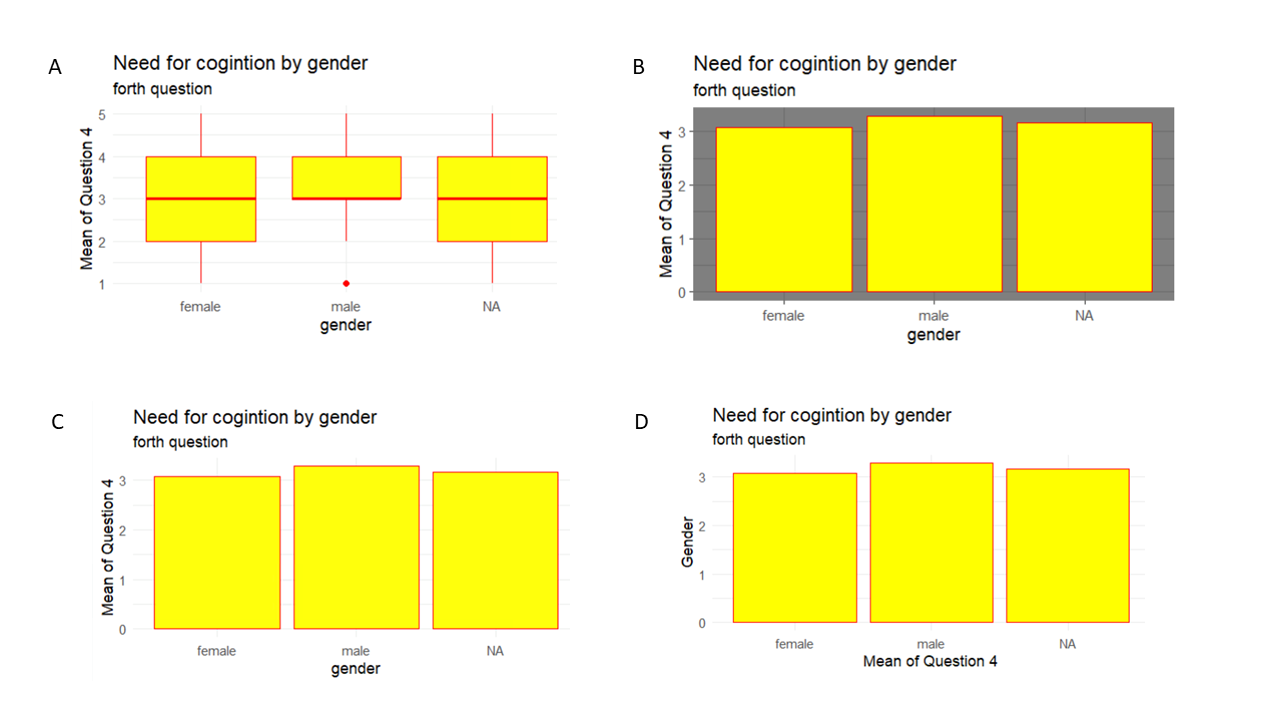 A
Need for cogintion by gender
forth question
Mean of Question 4
5
4
3
2
1
female male NA
gender
B
Need for cogintion by gender
forth question
Mean of Question 4
3
2
1
0
female male NA
gender
C
Need for cogintion by gender
forth question
Mean of Question 4
3
2
1
0
female male NA
gender
D
Need for cogintion by gender
forth question
Gender
3
2
1
0
female male NA
Mean of Question 4